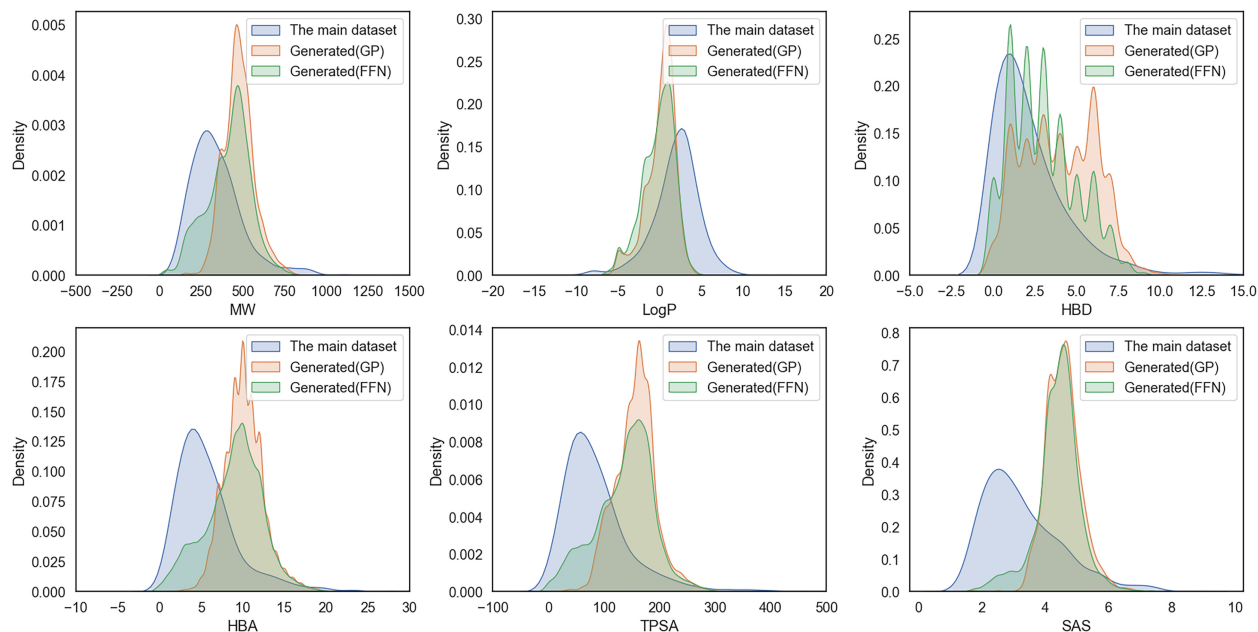 0.005
0.004
0.003
0.002
0.001
0.000
Density
−500 −250 0 250 500 750 1000 1250 1500
MW
The main dataset
Generated(GP)
Generated(FFN)
0.30
0.25
0.20
0.15
0.10
0.05
0.00
Density
−20 −15 −10 −5 0 5 10 15 20
LogP
The main dataset
Generated(GP)
Generated(FFN)
0.25
0.20
0.15
0.10
0.05
0.00
Density
−5.0 −2.5 0.0 2.5 5.0 7.5 10.0 12.5 15.0
HBD
The main dataset
Generated(GP)
Generated(FFN)
0.200
0.175
0.150
0.125
0.100
0.075
0.050
0.025
0.000
Density
−10 −5 0 5 10 15 20 25 30
HBA
The main dataset
Generated(GP)
Generated(FFN)
0.014
0.012
0.010
0.008
0.006
0.004
0.002
0.000
Density
−100 0 100 200 300 400 500
TPSA
The main dataset
Generated(GP)
Generated(FFN)
0.8
0.7
0.6
0.5
0.4
0.3
0.2
0.1
0.0
Density
0 2 4 6 8 10
SAS
The main dataset
Generated(GP)
Generated(FFN)